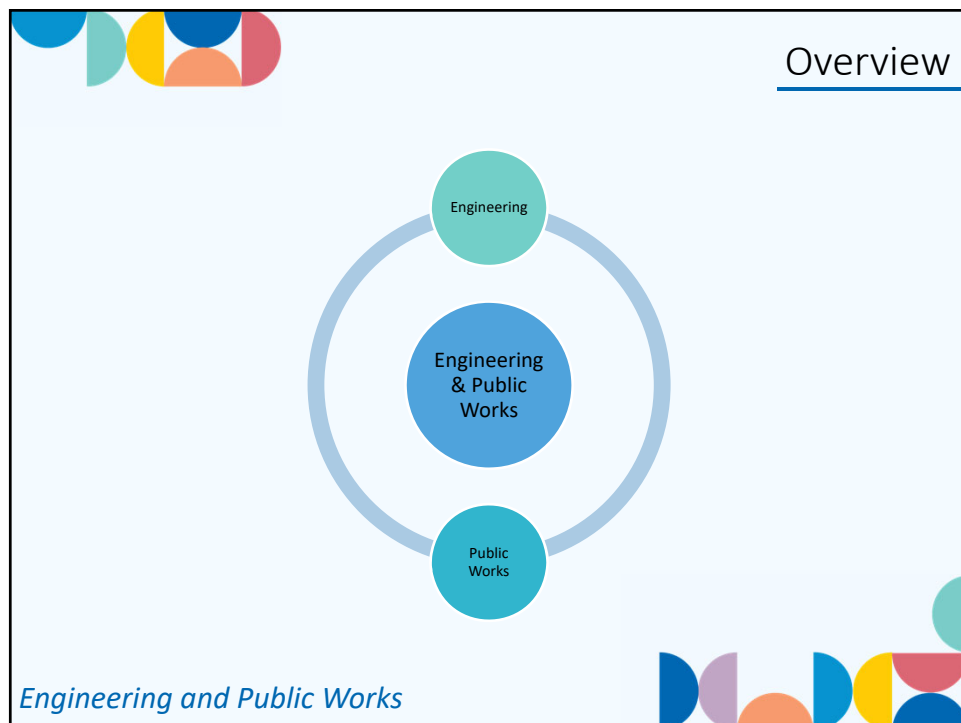 Overview
Engineering
Engineering
& Public
Works
Public
Works
Engineering and Public Works